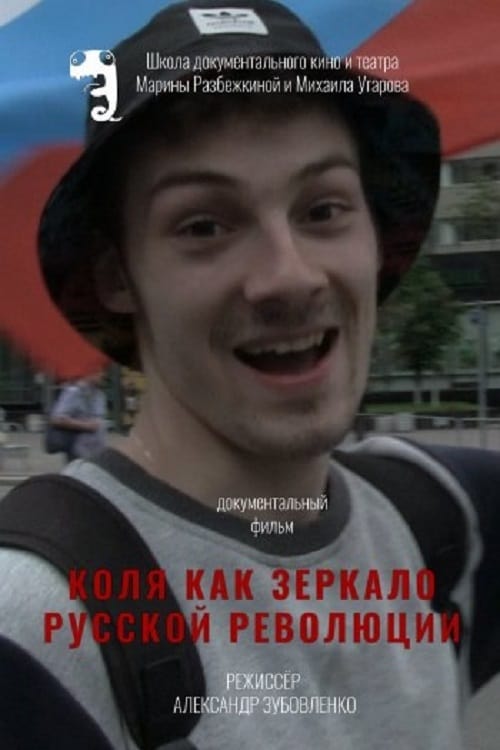 Школа документального кино и театра
Марины Разбежкиной и Михаила Угарова
документальный
фильм
КОЛЯ КАК ЗЕРКАЛО
РУССКОЙ РЕВОЛЮЦИИ
РЕЖИССЁР
АЛЕКСАНДР ЗУБОВЛЕНКО